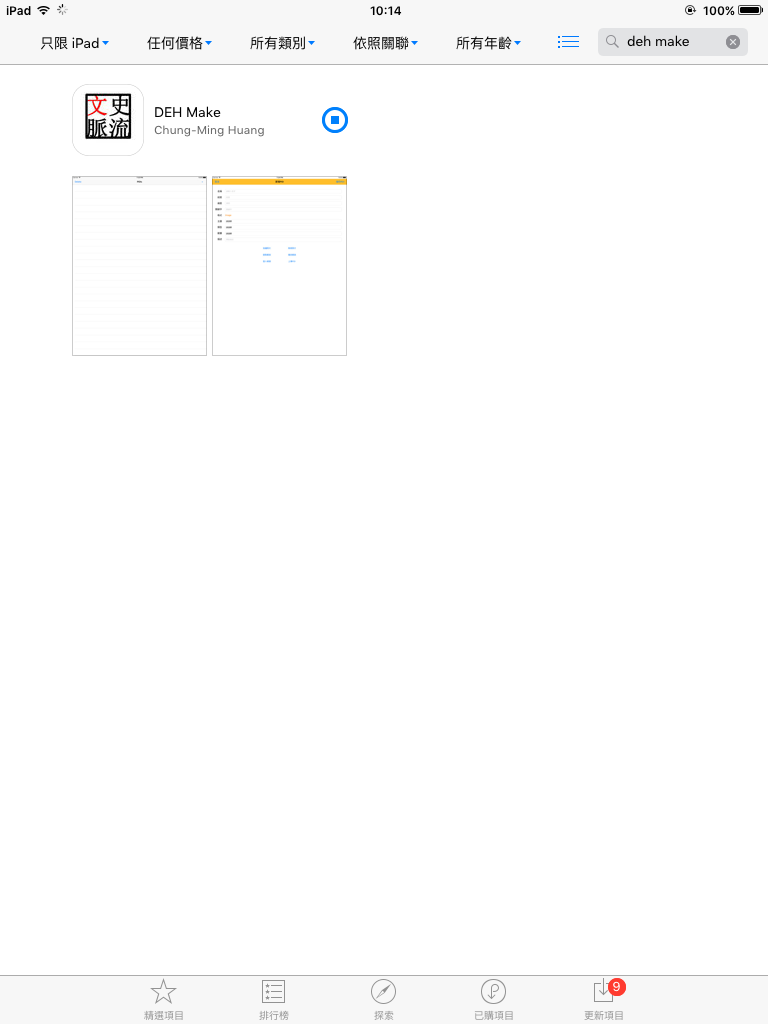 iPad 10:14 100%
只限 iPad 任何價格 所有類別 依照關聯 所有年齡 deh make
文史
脈流
DEH Make
Chung-Ming Huang
9
精選項目 排行榜 探索 已購項目 更新項目